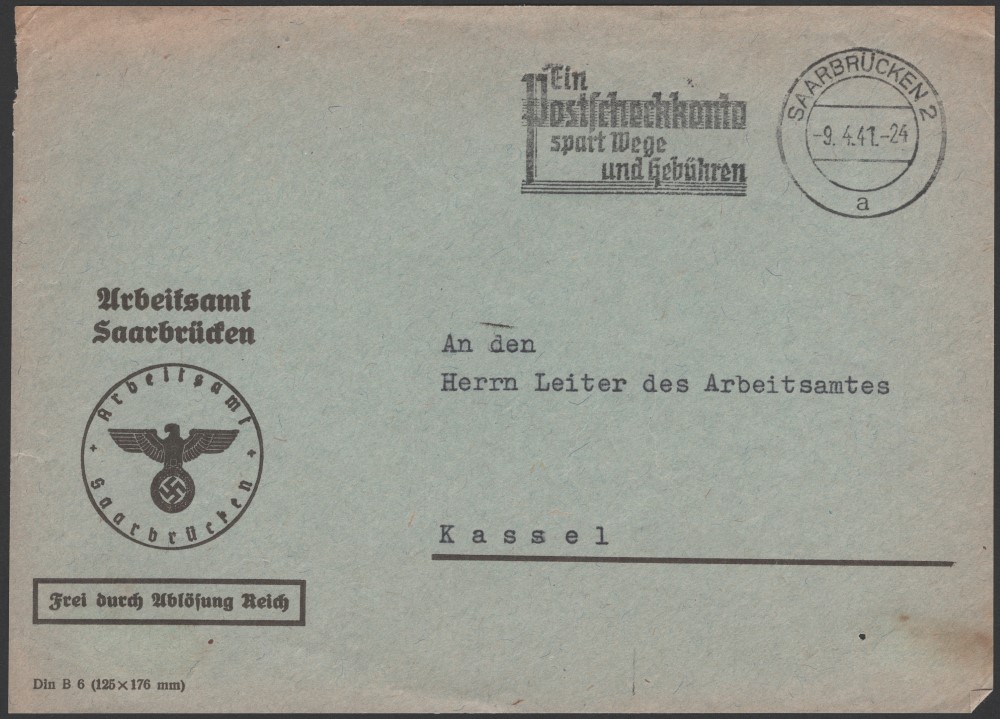 Ein
Postscheckkonto
spart Wege
und Gebühren
SAARBRÜCKEN 2
-9. 4.41.-24
a
Arbeitsamt
Saarbrücken
Arbeitsamt
+ +
Saarbrücken
An den
Herrn Leiter des Arbeitsamtes
Kassel
Frei durch Ablösung Reich
Din B 6 (125×176 mm)